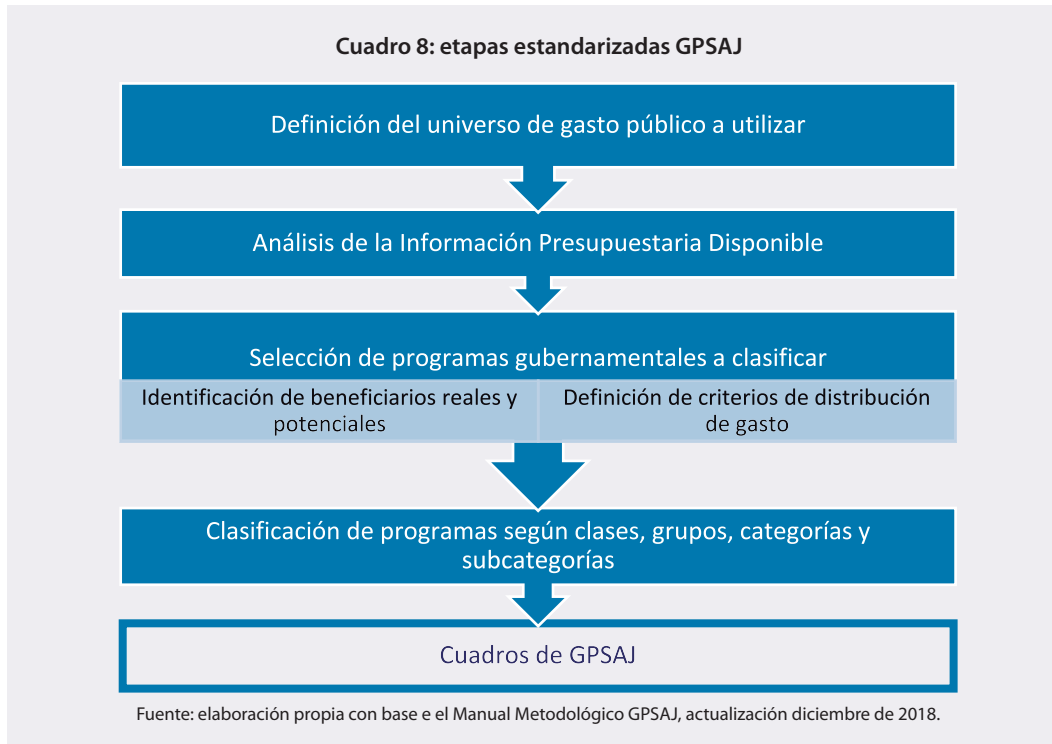 Cuadro 8: etapas estandarizadas GPSAJ
Definición del universo de gasto público a utilizar
Análisis de la Información Presupuestaria Disponible
Selección de programas gubernamentales a clasificar
Identificación de beneficiarios reales y
potenciales
Definición de criterios de distribución
de gasto
Clasificación de programas según clases, grupos, categorías y
subcategorías
Cuadros de GPSAJ
Fuente: elaboración propia con base e el Manual Metodológico GPSAJ, actualización diciembre de 2018.